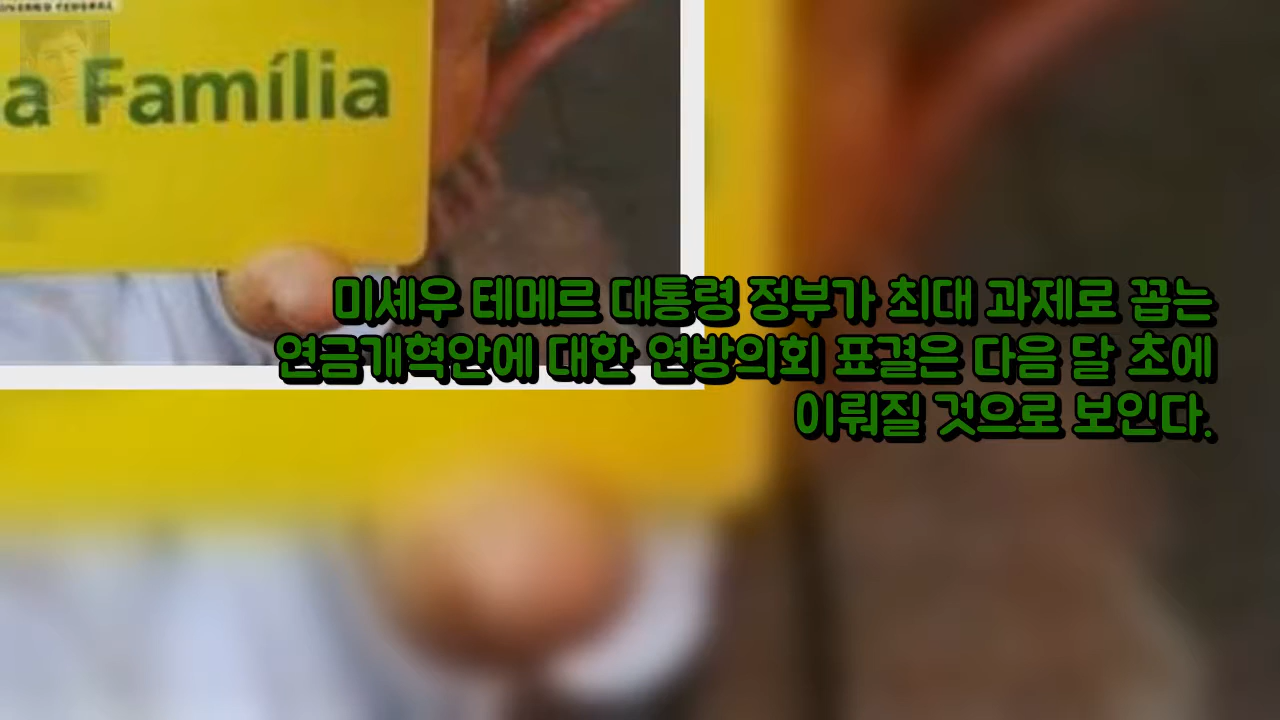 GOVERNO FEDERAL
a Família
미셰우 테메르 대통령 정부가 최대 과제로 꼽는
연금개혁안에 대한 연방의회 표결은 다음 달 초에
이뤄질 것으로 보인다.